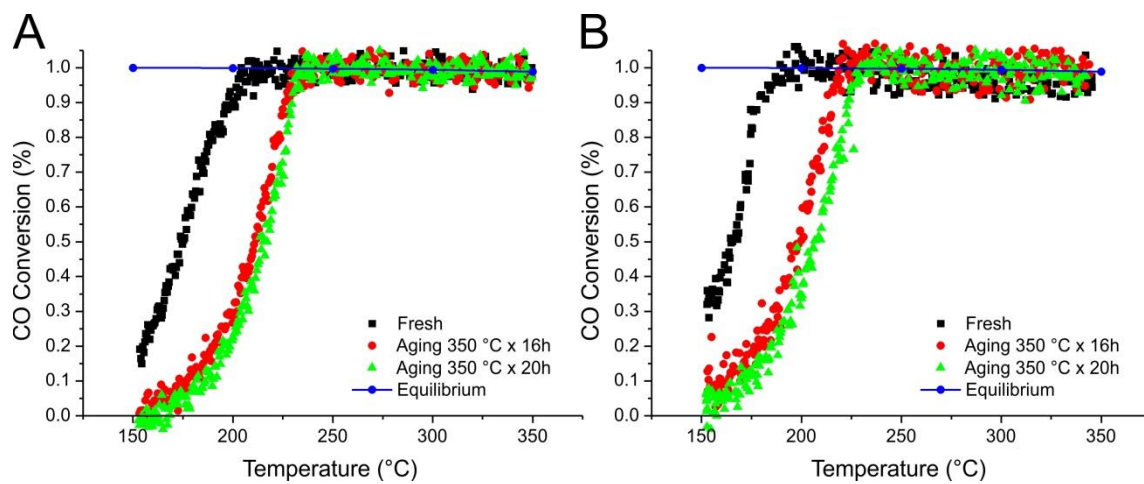 A
CO Conversion (%)
1.0
0.9
0.8
0.7
0.6
0.5
0.4
0.3
0.2
0.1
0.0
Fresh
Aging 350 °C x 16h
Aging 350 °C x 20h
Equilibrium
150 200 250 300 350
Temperature (°C)
B
CO Conversion (%)
1.0
0.9
0.8
0.7
0.6
0.5
0.4
0.3
0.2
0.1
0.0
Fresh
Aging 350 °C x 16h
Aging 350 °C x 20h
Equilibrium
150 200 250 300 350
Temperature (°C)